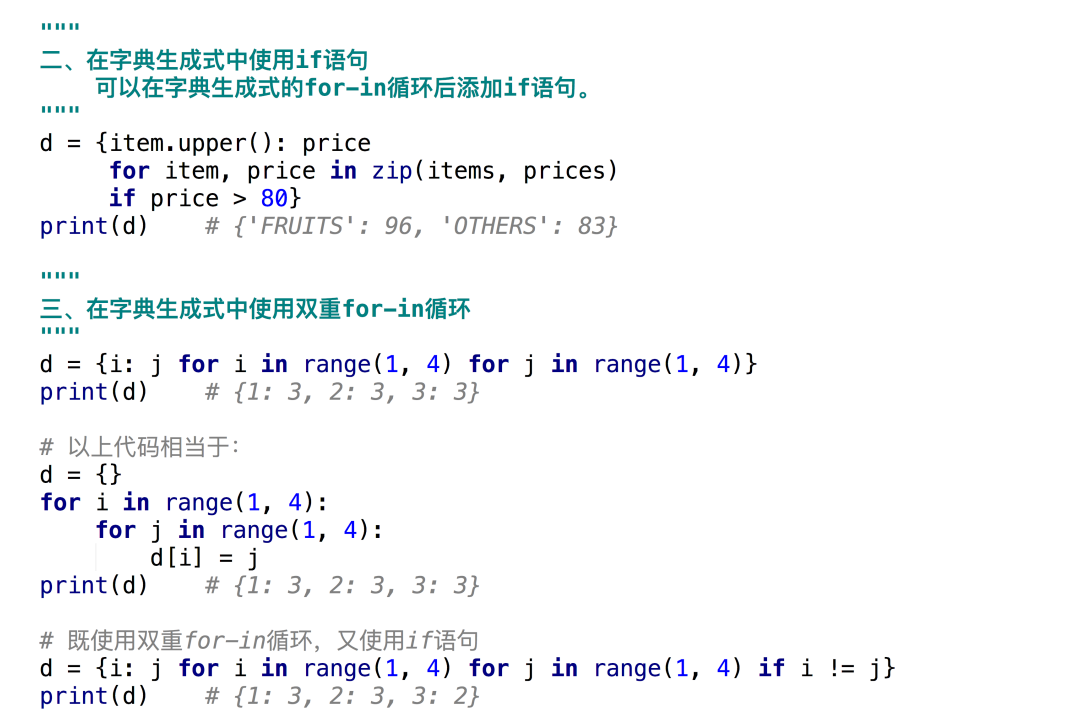 """
二、在字典生成式中使用if语句
    可以在字典生成式的for-in循环后添加if语句。
"""
d = {item.upper(): price
     for item, price in zip(items, prices)
     if price > 80}
print(d)    # {'FRUITS': 96, 'OTHERS': 83}
"""
三、在字典生成式中使用双重for-in循环
"""
d = {i: j for i in range(1, 4) for j in range(1, 4)}
print(d)    # {1: 3, 2: 3, 3: 3}
# 以上代码相当于：
d = {}
for i in range(1, 4):
    for j in range(1, 4):
        d[i] = j
print(d)    # {1: 3, 2: 3, 3: 3}
# 既使用双重for-in循环，又使用if语句
d = {i: j for i in range(1, 4) for j in range(1, 4) if i != j}
print(d)    # {1: 3, 2: 3, 3: 2}